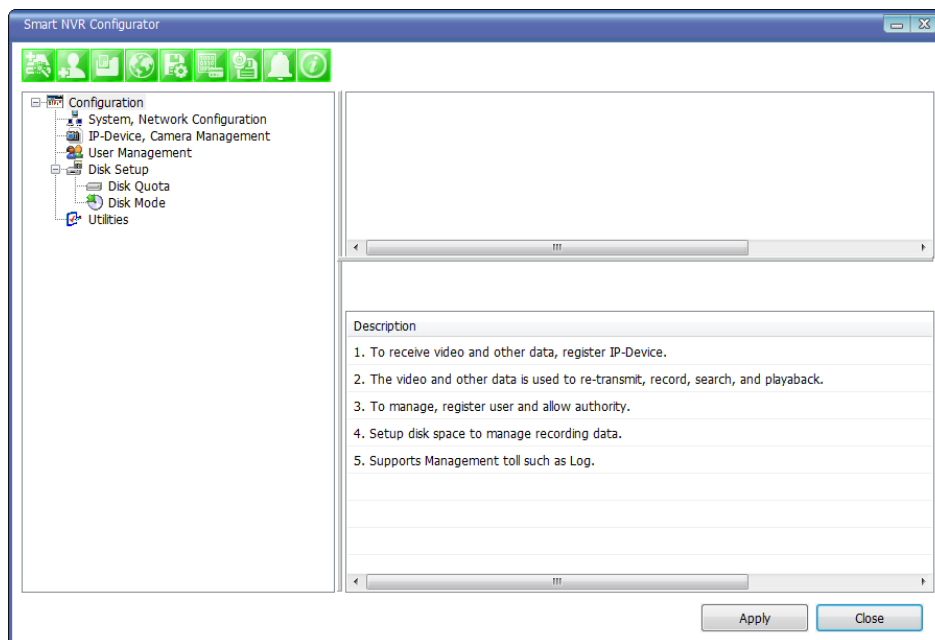 Smart NVR Configurator
Configuration
System, Network Configuration
IP-Device, Camera Management
User Management
Disk Setup
Disk Quota
Disk Mode
Utilities
Description
1. To receive video and other data, register IP-Device.
2. The video and other data is used to re-transmit, record, search, and playaback.
3. To manage, register user and allow authority.
4. Setup disk space to manage recording data.
5. Supports Management toll such as Log.
Apply
Close